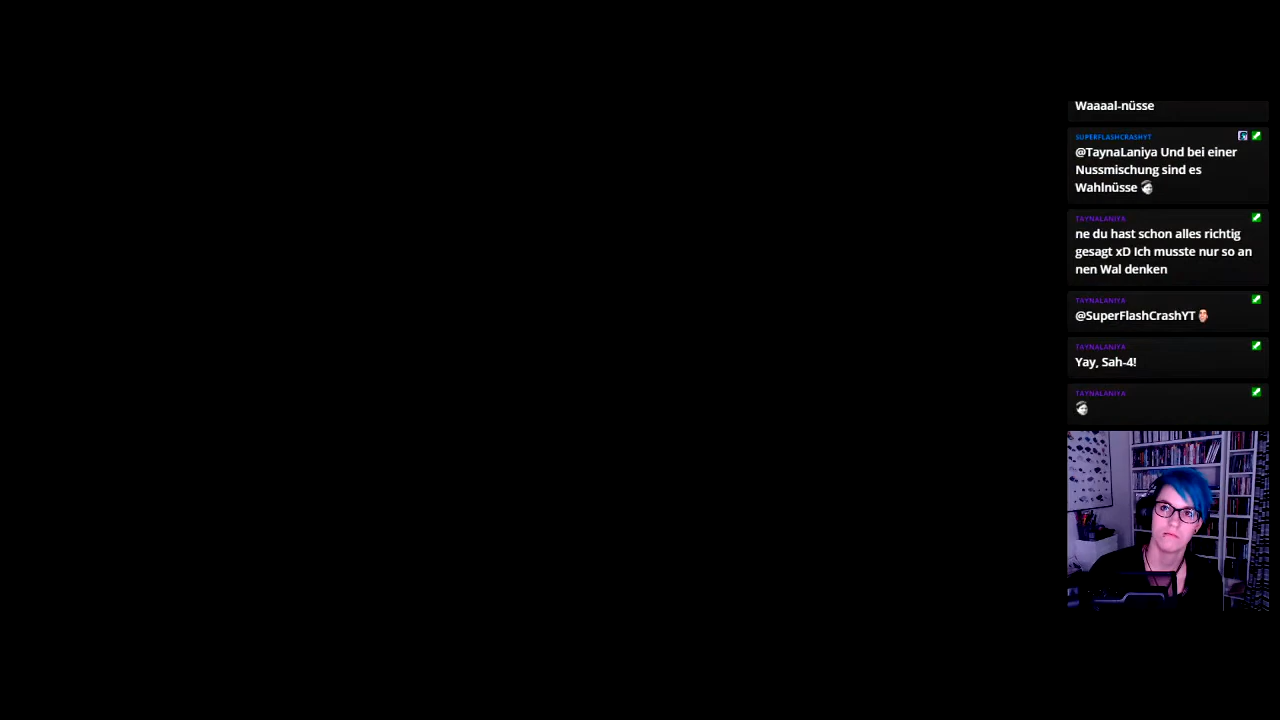 Waaaal-nüsse
SUPERFLASHCRASHYT
@TaynaLaniya Und bei einer
Nussmischung sind es
Wahlnüsse
TAYNALANIYA
ne du hast schon alles richtig
gesagt xD Ich musste nur so an
nen Wal denken
TAYNALANIYA
@SuperFlashCrashYT
TAYNALANIYA
Yay, Sah-4!
TAYNALANIYA